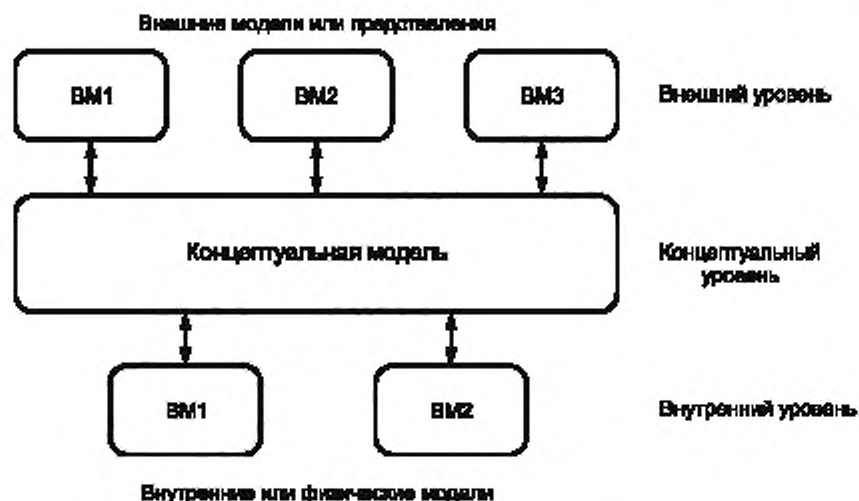 Внешние модели или представления
ВМ1 ВМ2 ВМ3 Внешний уровень
Концептуальная модель Концептуальный
уровень
ВМ1 ВМ2 Внутренний уровень
Внутренние или физические модели